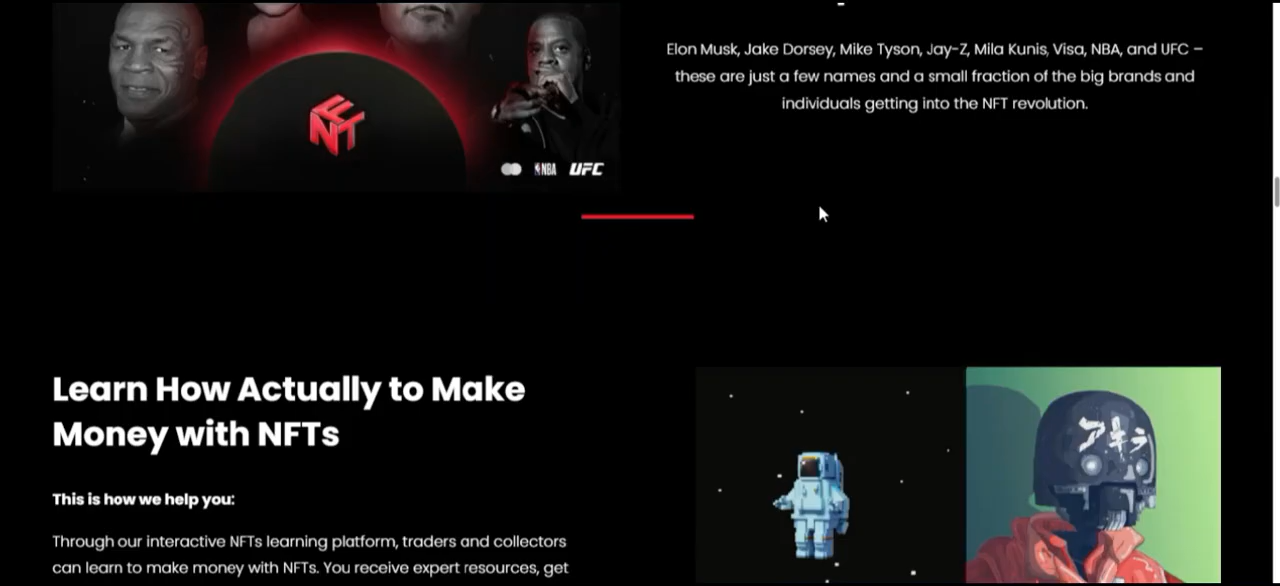 Elon Musk, Jake Dorsey, Mike Tyson, Jay-Z, Mila Kunis, Visa, NBA, and UFC –
these are just a few names and a small fraction of the big brands and
individuals getting into the NFT revolution.
NFT
NBA
UFC
Learn How Actually to Make
Money with NFTs
This is how we help you:
Through our interactive NFTs learning platform, traders and collectors
can learn to make money with NFTs. You receive expert resources, get
アキラ